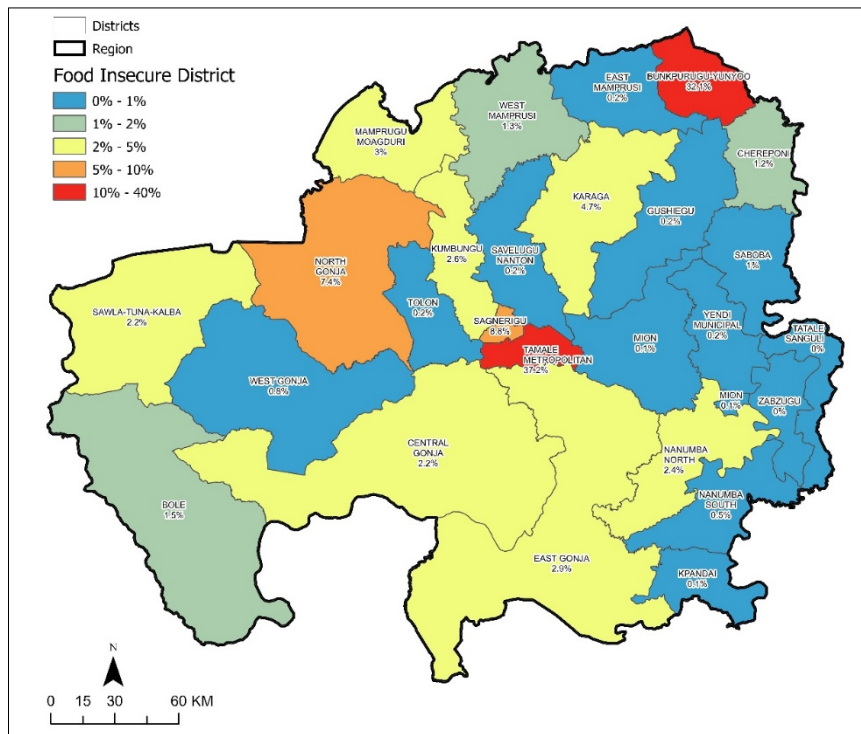 Districts
Region
Food Insecure District
0% - 1%
1% - 2%
2% - 5%
5% - 10%
10% - 40%
BUNKPURUGU-YUNYOO
32.1%
EAST
MAMPRUSI
0.2%
WEST
MAMPRUSI
1.3%
MAMPRUGU
MOAGDURI
3%
CHEREPONI
1.2%
KARAGA
4.7%
GUSHIEGU
0.2%
NORTH
GONJA
7.4%
KUMBUNGU
2.6%
SAVELUGU
NANTON
0.2%
SABOBA
1%
SAWLA-TUNA-KALBA
2.2%
TOLON
0.2%
SAGNERIGU
8.8%
TAMALE
METROPOLITAN
37.2%
MION
0.1%
YENDI
MUNICIPAL
0.2%
TATALE
SANGULI
0%
WEST GONJA
0.8%
MION
0.1%
ZABZUGU
0%
CENTRAL
GONJA
2.2%
NANUMBA
NORTH
2.4%
BOLE
1.5%
NANUMBA
SOUTH
0.5%
EAST GONJA
2.9%
KPANDAI
0.1%
N
0 15 30 60 KM